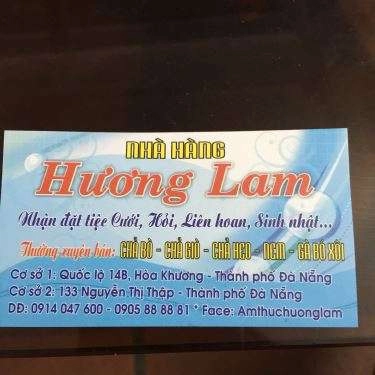 NHÀ HÀNG
Hương Lam
Nhận đặt tiệc Cưới, Hỏi, Liên hoan, Sinh nhật...
Thường xuyên bán: CHẢ BÒ - CHẢ GIÒ - CHẢ HEO - NEM - GÀ BÓ XÔI
Cơ sở 1: Quốc lộ 14B, Hòa Khương - Thành phố Đà Nẵng
Cơ sở 2: 133 Nguyễn Thị Thập - Thành phố Đà Nẵng
DĐ: 0914 047 600 - 0905 88 88 81 * Face: Amthuchuonglam